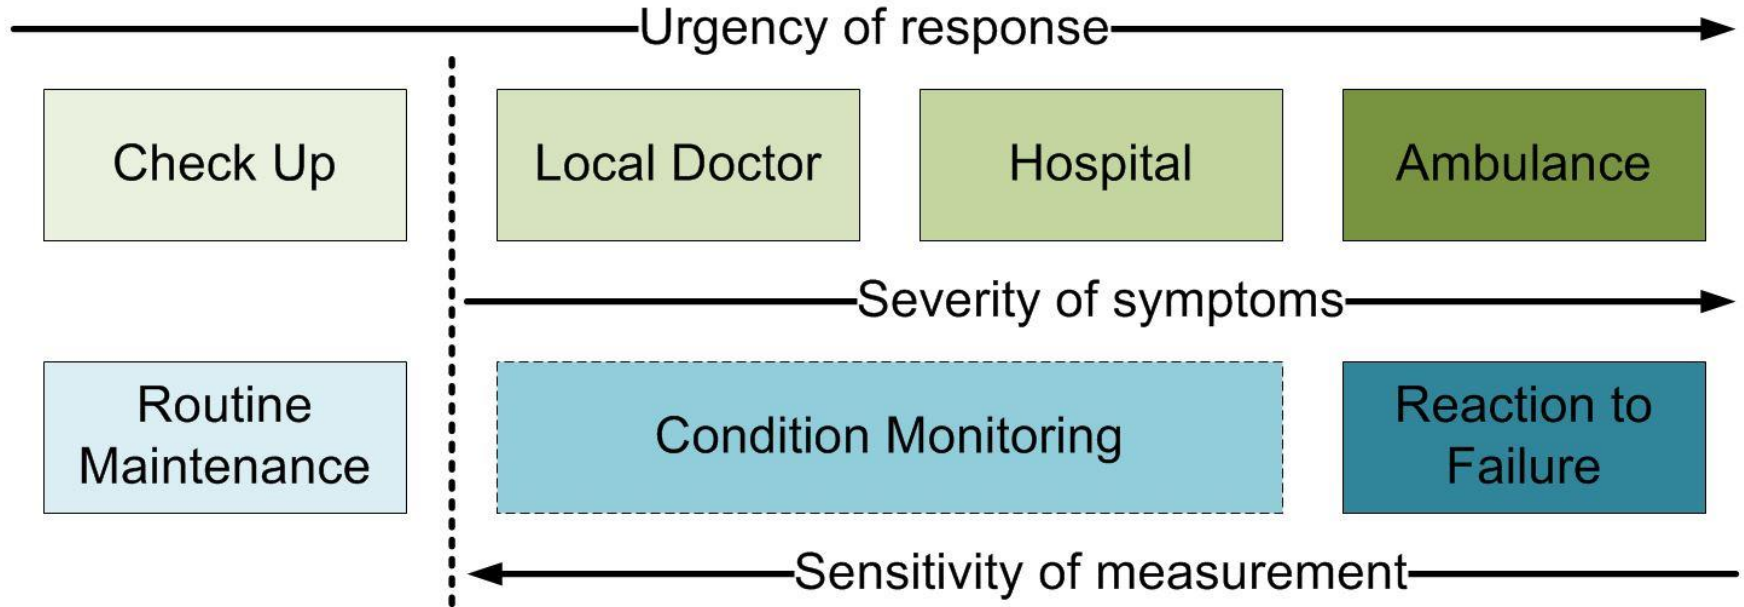 Urgency of response
Check Up
Local Doctor
Hospital
Ambulance
Severity of symptoms
Routine
Maintenance
Condition Monitoring
Reaction to
Failure
Sensitivity of measurement